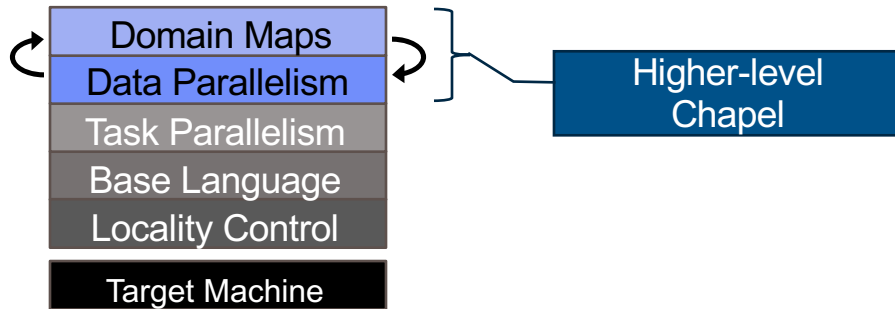 Domain Maps
Data Parallelism
Task Parallelism
Base Language
Locality Control
Target Machine
Higher-level
Chapel